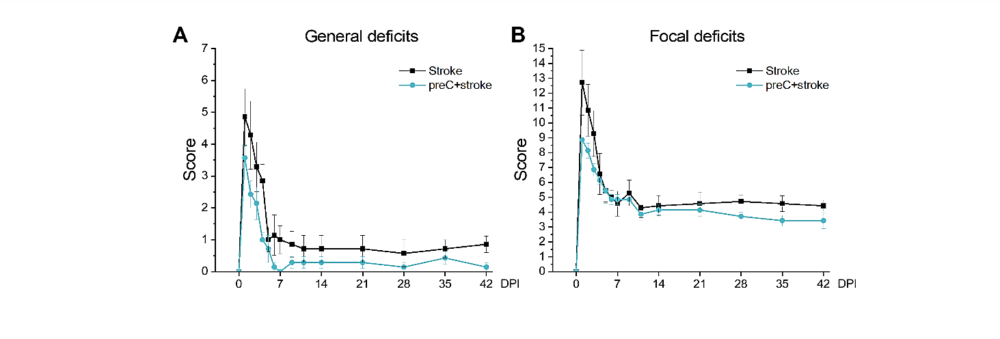 A
General deficits
7
6
5
4
3
2
1
0
Score
Stroke
preC+stroke
0 7 14 21 28 35 42 DPI
B
Focal deficits
15
14
13
12
11
10
9
8
7
6
5
4
3
2
1
0
Score
Stroke
preC+stroke
0 7 14 21 28 35 42 DPI